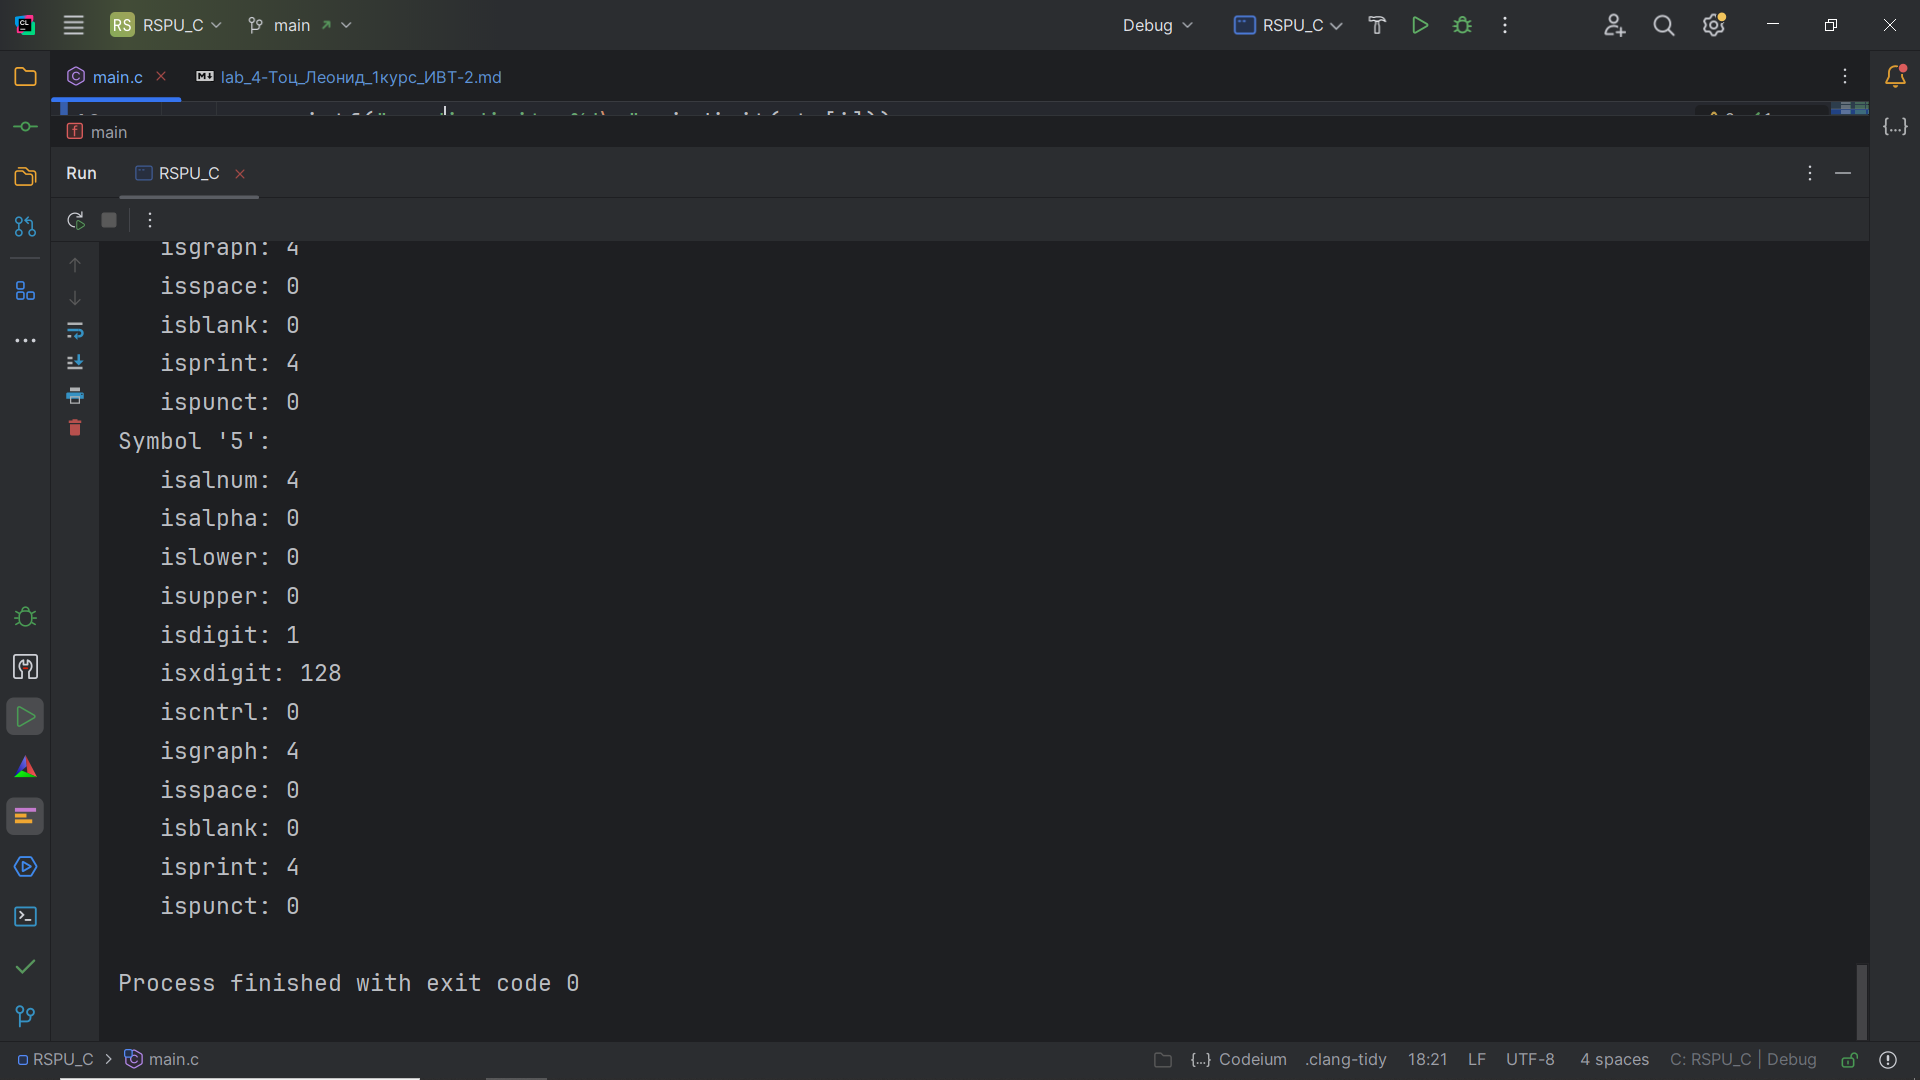 RS RSPU_C main Debug RSPU_C
main.c lab_4-Тоц_Леонид_1курс_ИВТ-2.md
main
Run RSPU_C
isgraph: 4
isspace: 0
isblank: 0
isprint: 4
ispunct: 0
Symbol '5':
isalnum: 4
isalpha: 0
islower: 0
isupper: 0
isdigit: 1
isxdigit: 128
iscntrl: 0
isgraph: 4
isspace: 0
isblank: 0
isprint: 4
ispunct: 0
Process finished with exit code 0
RSPU_C > main.c {...} Codeium .clang-tidy 18:21 LF UTF-8 4 spaces C: RSPU_C | Debug